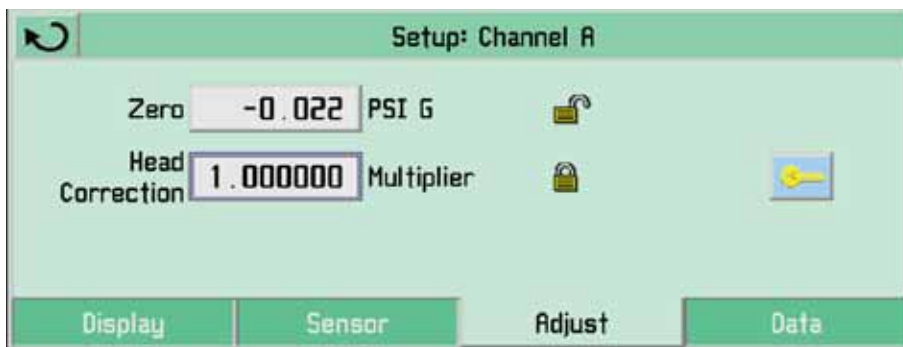 Setup: Channel A
Zero -0.022 PSI G
Head Correction 1.000000 Multiplier
Display Sensor Adjust Data